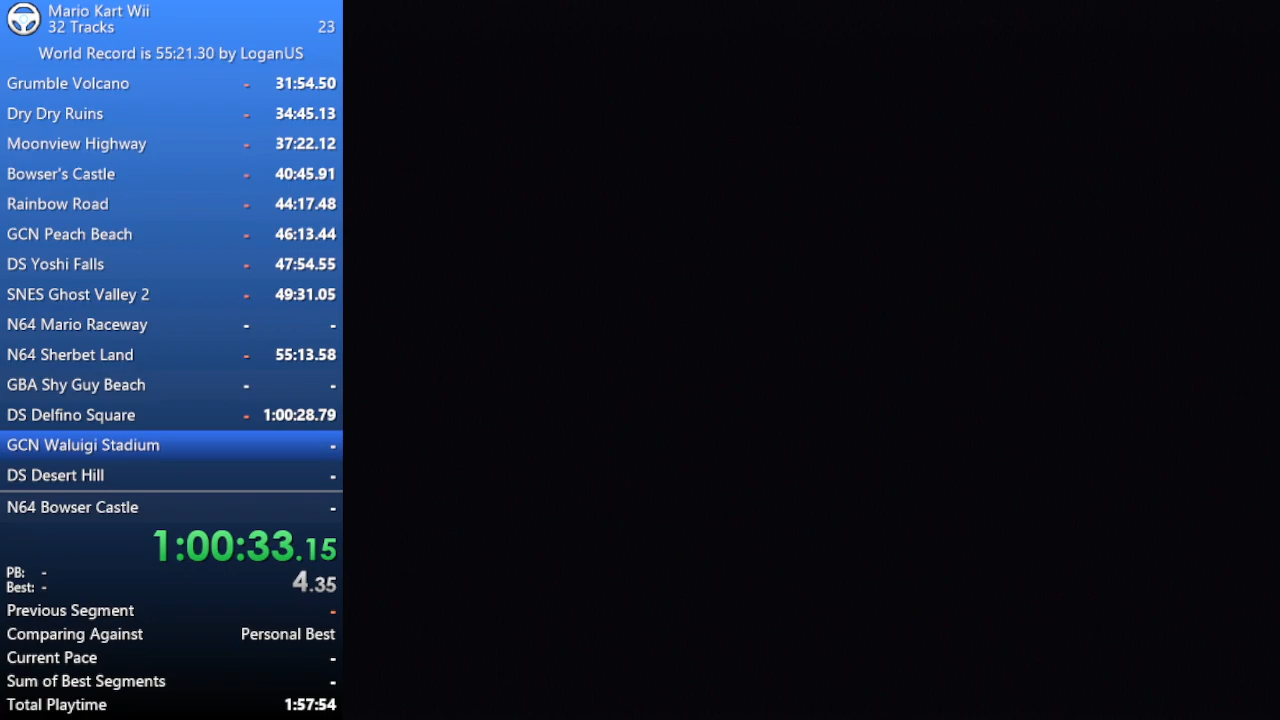 Mario Kart Wii
32 Tracks 23
World Record is 55:21.30 by LoganUS
Grumble Volcano - 31:54.50
Dry Dry Ruins - 34:45.13
Moonview Highway - 37:22.12
Bowser's Castle - 40:45.91
Rainbow Road - 44:17.48
GCN Peach Beach - 46:13.44
DS Yoshi Falls - 47:54.55
SNES Ghost Valley 2 - 49:31.05
N64 Mario Raceway - -
N64 Sherbet Land - 55:13.58
GBA Shy Guy Beach - -
DS Delfino Square - 1:00:28.79
GCN Waluigi Stadium -
DS Desert Hill -
N64 Bowser Castle -
1:00:33.15
PB: -
Best: - 4.35
Previous Segment -
Comparing Against Personal Best
Current Pace -
Sum of Best Segments -
Total Playtime 1:57:54